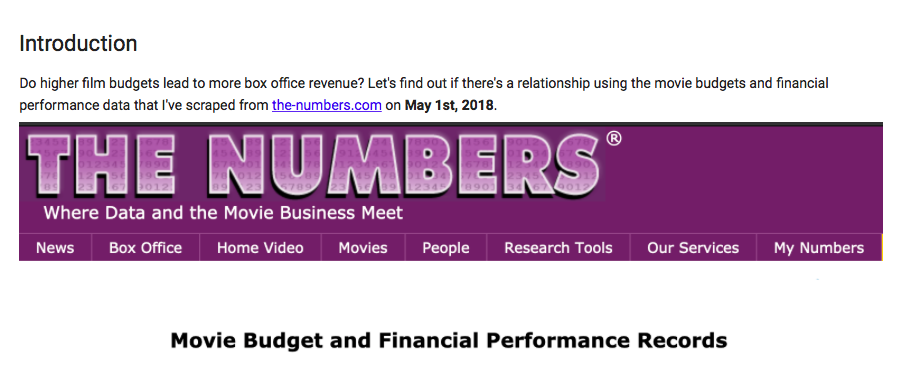 Introduction
Do higher film budgets lead to more box office revenue? Let's find out if there's a relationship using the movie budgets and financial
performance data that I've scraped from the-numbers.com on May 1st, 2018.
THE NUMBERS®
Where Data and the Movie Business Meet
News Box Office Home Video Movies People Research Tools Our Services My Numbers
Movie Budget and Financial Performance Records